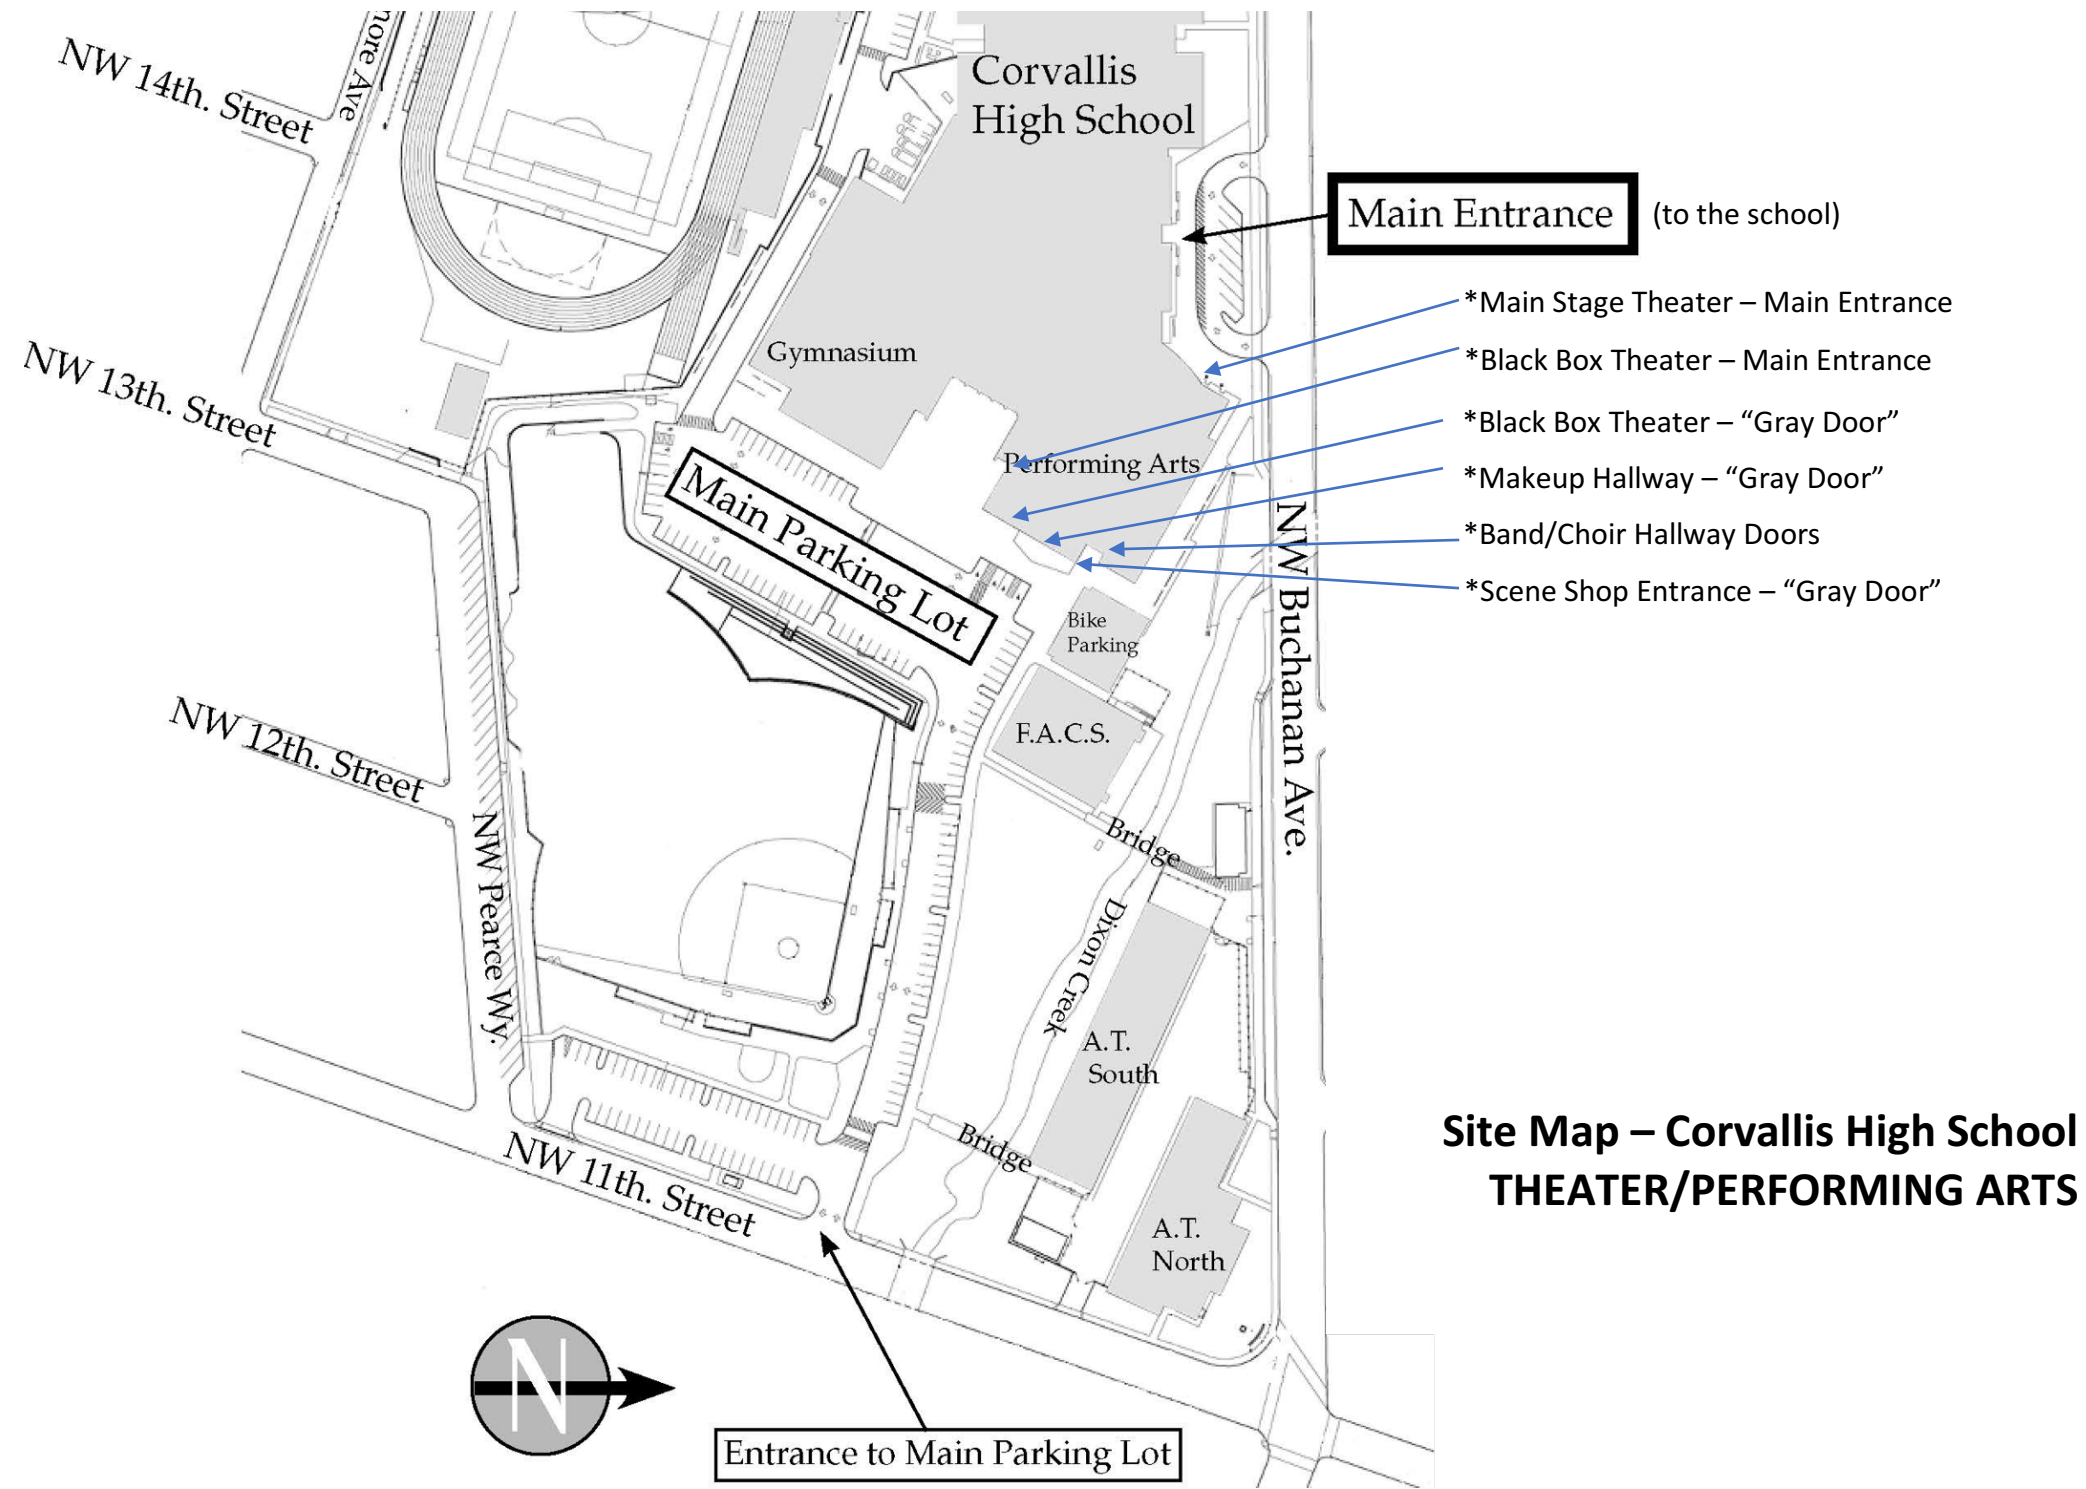 NW 14th. Street
more Ave
Corvallis
High School
Main Entrance
(to the school)
*Main Stage Theater – Main Entrance
*Black Box Theater – Main Entrance
*Black Box Theater – “Gray Door”
*Makeup Hallway – “Gray Door”
*Band/Choir Hallway Doors
*Scene Shop Entrance – “Gray Door”
NW 13th. Street
Gymnasium
Performing Arts
Main Parking Lot
NW Buchanan Ave.
Bike
Parking
NW 12th. Street
F.A.C.S.
NW Pearce Wy.
Bridge
Dixon Creek
A.T.
South
Bridge
NW 11th. Street
A.T.
North
Site Map – Corvallis High School
THEATER/PERFORMING ARTS
N
Entrance to Main Parking Lot